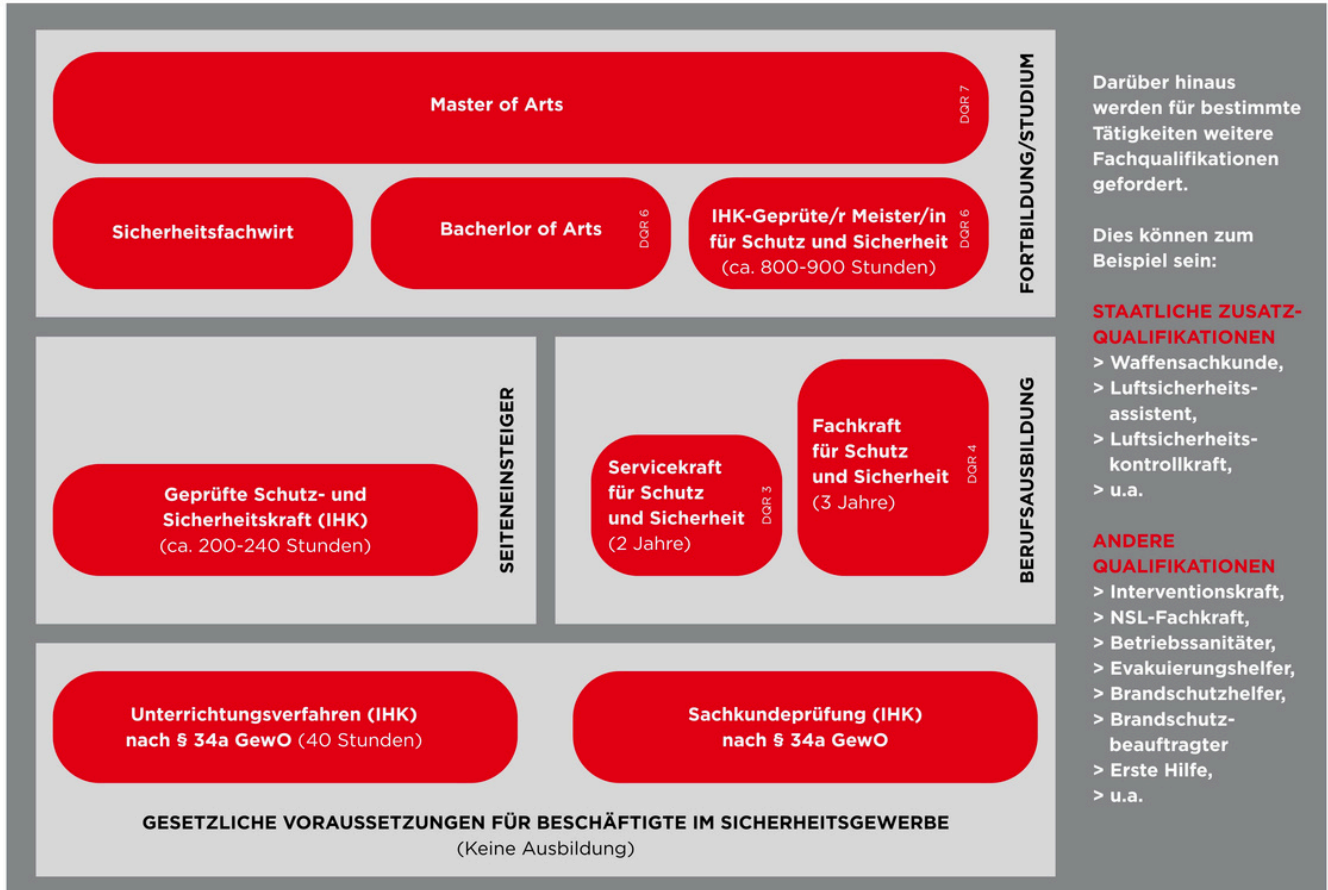 Master of Arts
DQR 7
Sicherheitsfachwirt
Bacherlor of Arts
DQR 6
IHK-Geprüte/r Meister/in
für Schutz und Sicherheit
(ca. 800-900 Stunden)
DQR 6
FORTBILDUNG/STUDIUM
Geprüfte Schutz- und
Sicherheitskraft (IHK)
(ca. 200-240 Stunden)
SEITENEINSTEIGER
Servicekraft
für Schutz
und Sicherheit
(2 Jahre)
DQR 3
Fachkraft
für Schutz
und Sicherheit
(3 Jahre)
DQR 4
BERUFSAUSBILDUNG
Unterrichtungsverfahren (IHK)
nach § 34a GewO (40 Stunden)
Sachkundeprüfung (IHK)
nach § 34a GewO
GESETZLICHE VORAUSSETZUNGEN FÜR BESCHÄFTIGTE IM SICHERHEITSGEWERBE
(Keine Ausbildung)
Darüber hinaus
werden für bestimmte
Tätigkeiten weitere
Fachqualifikationen
gefordert.
Dies können zum
Beispiel sein:
STAATLICHE ZUSATZ-
QUALIFIKATIONEN
> Waffensachkunde,
> Luftsicherheits-
assistent,
> Luftsicherheits-
kontrollkraft,
> u.a.
ANDERE
QUALIFIKATIONEN
> Interventionskraft,
> NSL-Fachkraft,
> Betriebssanitäter,
> Evakuierungshelfer,
> Brandschutzhelfer,
> Brandschutz-
beauftragter
> Erste Hilfe,
> u.a.